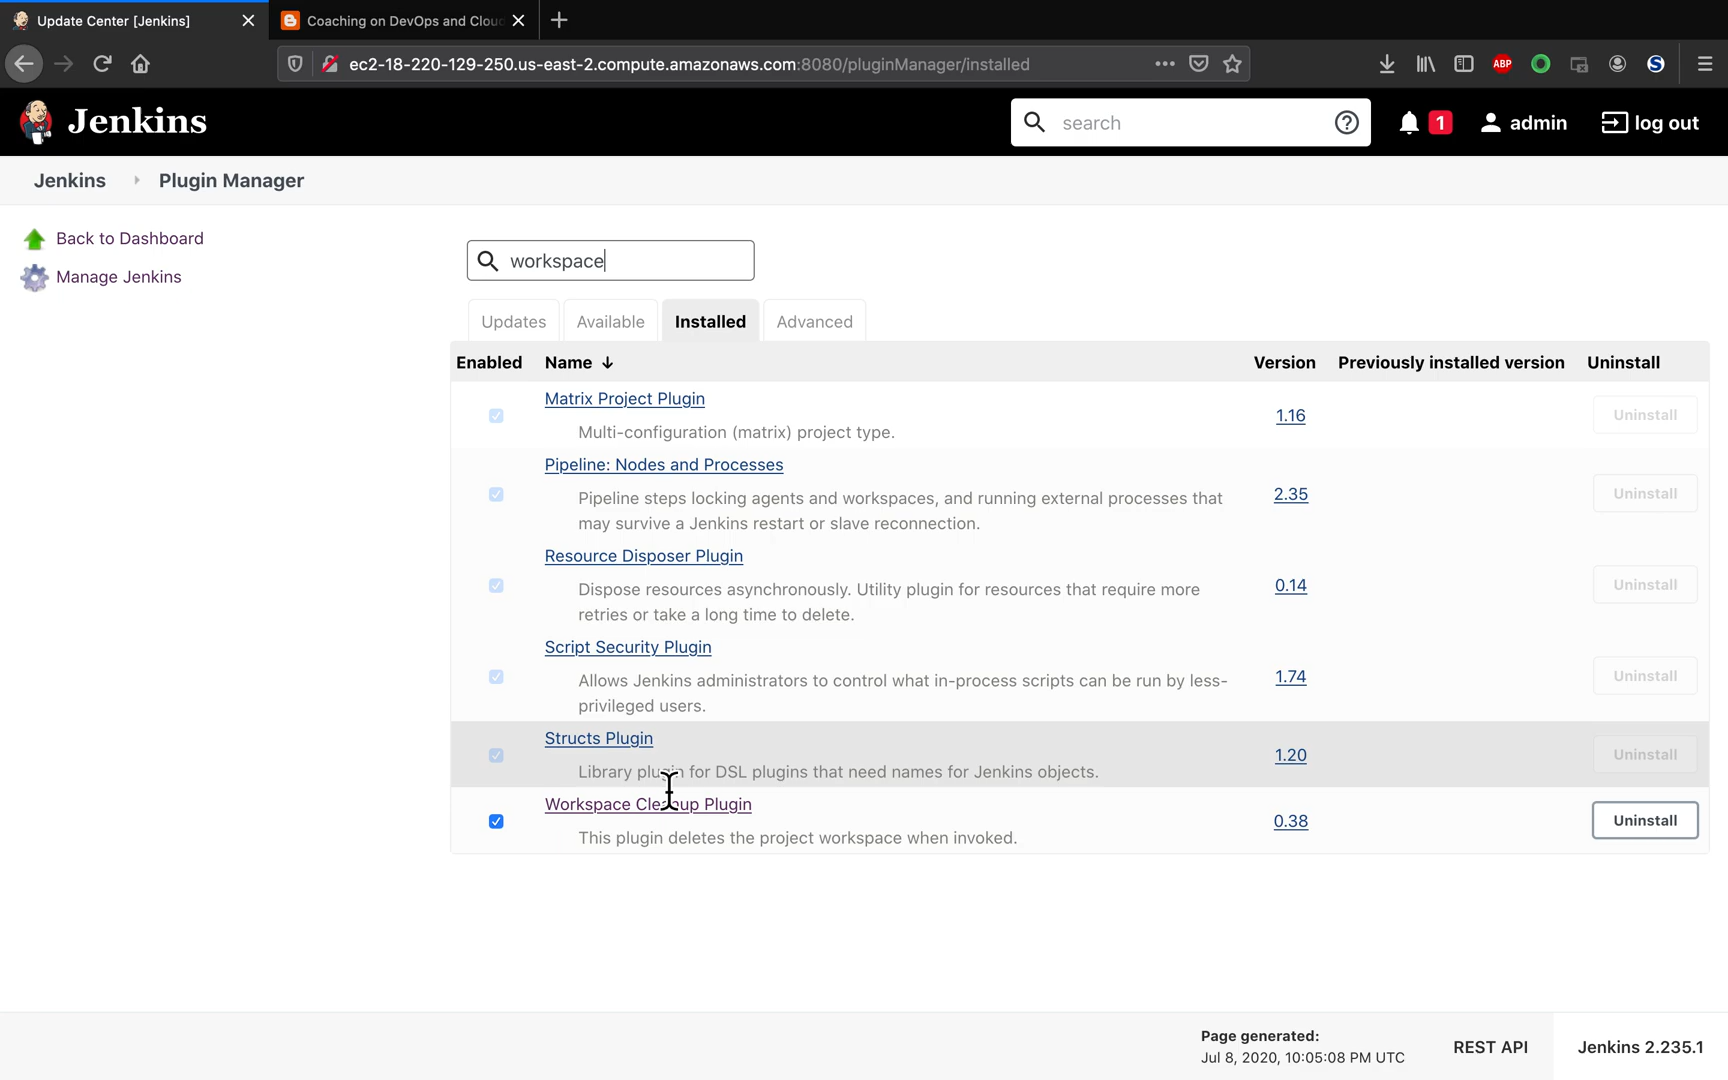 Update Center [Jenkins]
Coaching on DevOps and Clou
ec2-18-220-129-250.us-east-2.compute.amazonaws.com:8080/pluginManager/installed
ABP
S
Jenkins
search
?
1
admin
log out
Jenkins
Plugin Manager
Back to Dashboard
Manage Jenkins
workspace
Updates
Available
Installed
Advanced
Enabled
Name ↓
Version
Previously installed version
Uninstall
Matrix Project Plugin
Multi-configuration (matrix) project type.
1.16
Uninstall
Pipeline: Nodes and Processes
Pipeline steps locking agents and workspaces, and running external processes that
may survive a Jenkins restart or slave reconnection.
2.35
Uninstall
Resource Disposer Plugin
Dispose resources asynchronously. Utility plugin for resources that require more
retries or take a long time to delete.
0.14
Uninstall
Script Security Plugin
Allows Jenkins administrators to control what in-process scripts can be run by less-
privileged users.
1.74
Uninstall
Structs Plugin
Library plugin for DSL plugins that need names for Jenkins objects.
1.20
Uninstall
Workspace Cleanup Plugin
This plugin deletes the project workspace when invoked.
0.38
Uninstall
Page generated:
Jul 8, 2020, 10:05:08 PM UTC
REST API
Jenkins 2.235.1